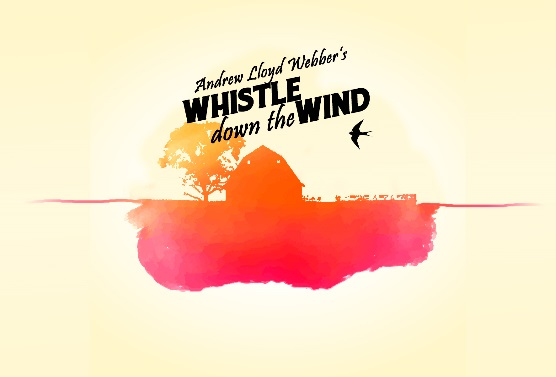 Andrew Lloyd Webber's
WHISTLE
down the WIND